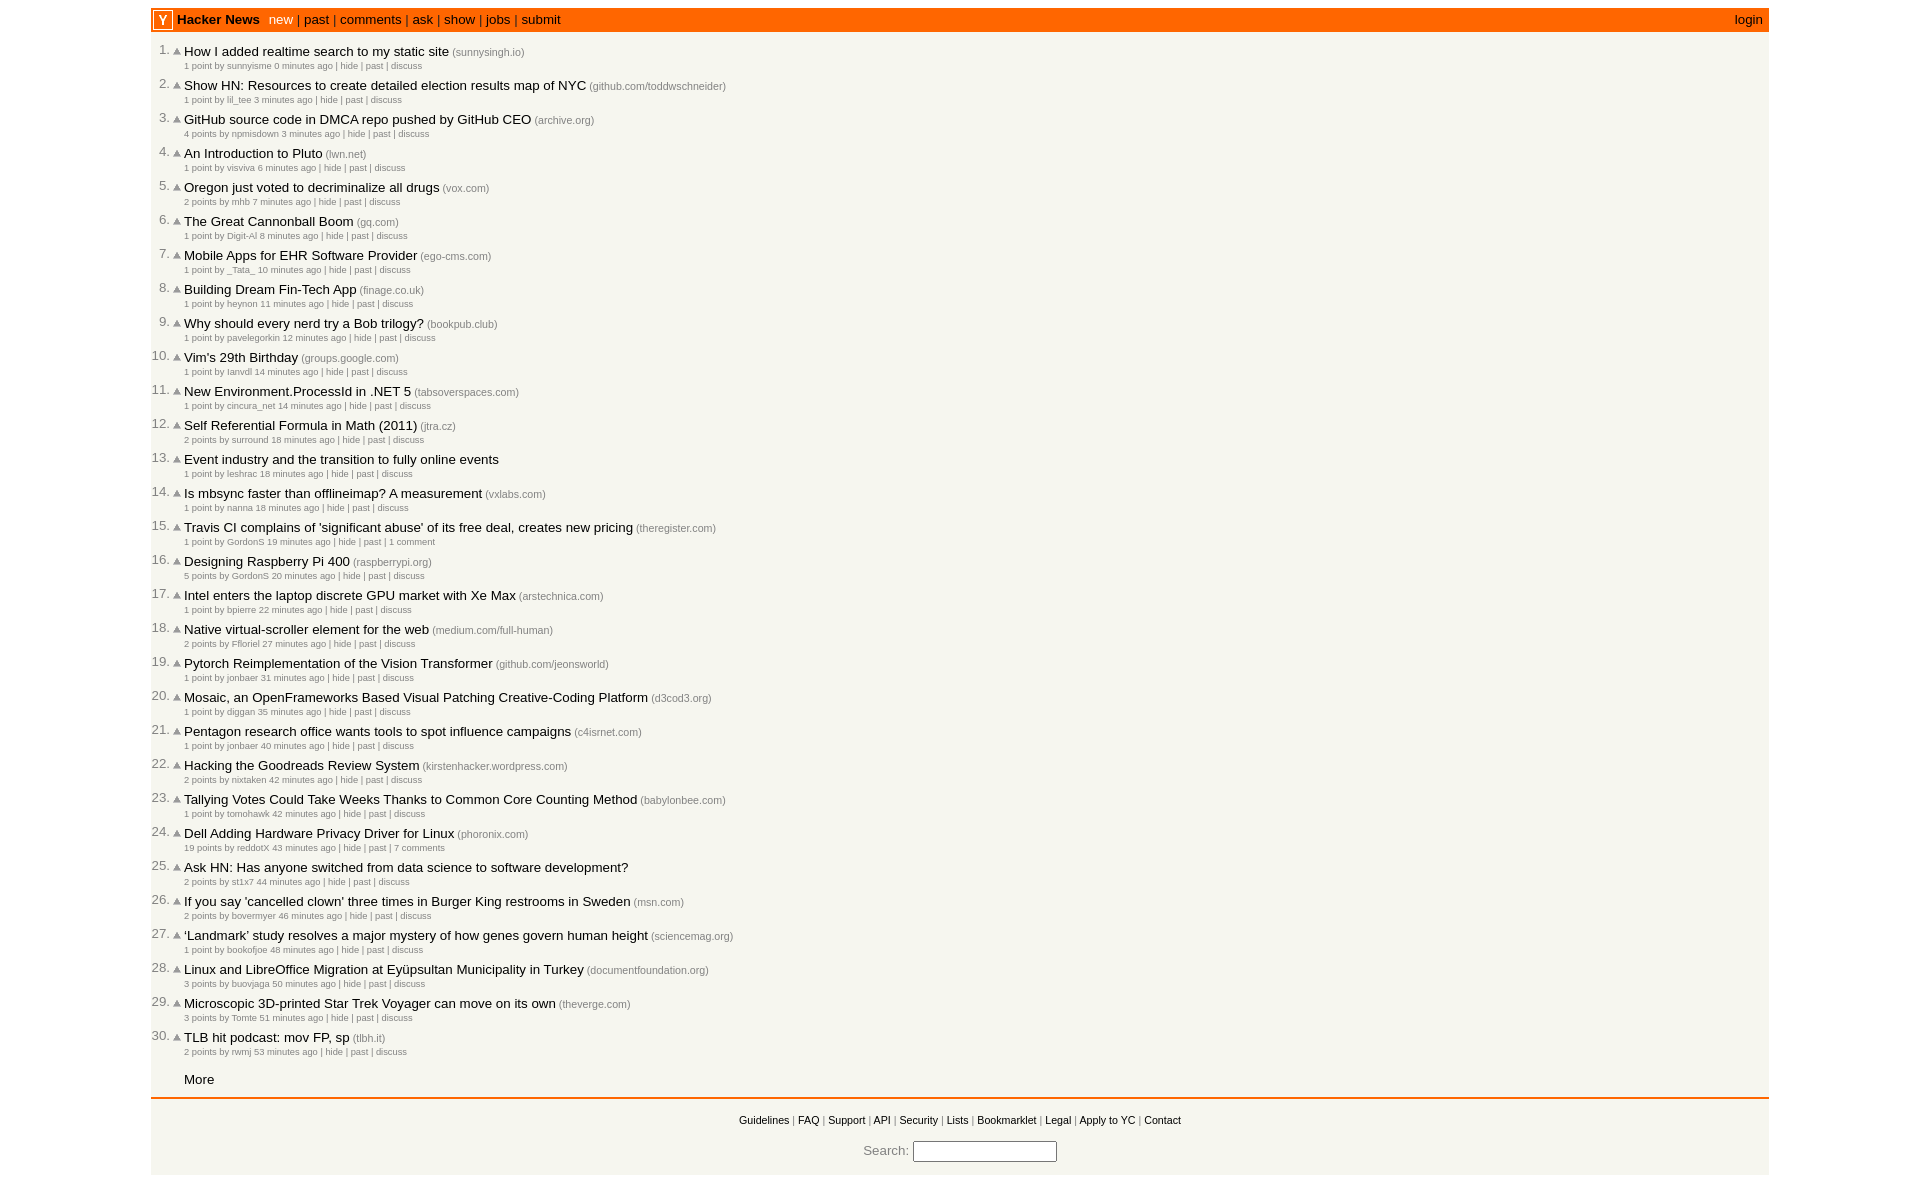 Y Hacker News new | past | comments | ask | show | jobs | submit login
1. How I added realtime search to my static site (sunnysingh.io)
1 point by sunnyisme 0 minutes ago | hide | past | discuss
2. Show HN: Resources to create detailed election results map of NYC (github.com/toddwschneider)
1 point by lil_tee 3 minutes ago | hide | past | discuss
3. GitHub source code in DMCA repo pushed by GitHub CEO (archive.org)
4 points by npmisdown 3 minutes ago | hide | past | discuss
4. An Introduction to Pluto (lwn.net)
1 point by visviva 6 minutes ago | hide | past | discuss
5. Oregon just voted to decriminalize all drugs (vox.com)
2 points by mhb 7 minutes ago | hide | past | discuss
6. The Great Cannonball Boom (gq.com)
1 point by Digit-Al 8 minutes ago | hide | past | discuss
7. Mobile Apps for EHR Software Provider (ego-cms.com)
1 point by _Tata_ 10 minutes ago | hide | past | discuss
8. Building Dream Fin-Tech App (finage.co.uk)
1 point by heynon 11 minutes ago | hide | past | discuss
9. Why should every nerd try a Bob trilogy? (bookpub.club)
1 point by pavelegorkin 12 minutes ago | hide | past | discuss
10. Vim's 29th Birthday (groups.google.com)
1 point by Ianvdl 14 minutes ago | hide | past | discuss
11. New Environment.ProcessId in .NET 5 (tabsoverspaces.com)
1 point by cincura_net 14 minutes ago | hide | past | discuss
12. Self Referential Formula in Math (2011) (jtra.cz)
2 points by surround 18 minutes ago | hide | past | discuss
13. Event industry and the transition to fully online events
1 point by leshrac 18 minutes ago | hide | past | discuss
14. Is mbsync faster than offlineimap? A measurement (vxlabs.com)
1 point by nanna 18 minutes ago | hide | past | discuss
15. Travis CI complains of 'significant abuse' of its free deal, creates new pricing (theregister.com)
1 point by GordonS 19 minutes ago | hide | past | 1 comment
16. Designing Raspberry Pi 400 (raspberrypi.org)
5 points by GordonS 20 minutes ago | hide | past | discuss
17. Intel enters the laptop discrete GPU market with Xe Max (arstechnica.com)
1 point by bpierre 22 minutes ago | hide | past | discuss
18. Native virtual-scroller element for the web (medium.com/full-human)
2 points by Ffloriel 27 minutes ago | hide | past | discuss
19. Pytorch Reimplementation of the Vision Transformer (github.com/jeonsworld)
1 point by jonbaer 31 minutes ago | hide | past | discuss
20. Mosaic, an OpenFrameworks Based Visual Patching Creative-Coding Platform (d3cod3.org)
1 point by diggan 35 minutes ago | hide | past | discuss
21. Pentagon research office wants tools to spot influence campaigns (c4isrnet.com)
1 point by jonbaer 40 minutes ago | hide | past | discuss
22. Hacking the Goodreads Review System (kirstenhacker.wordpress.com)
2 points by nixtaken 42 minutes ago | hide | past | discuss
23. Tallying Votes Could Take Weeks Thanks to Common Core Counting Method (babylonbee.com)
1 point by tomohawk 42 minutes ago | hide | past | discuss
24. Dell Adding Hardware Privacy Driver for Linux (phoronix.com)
19 points by reddotX 43 minutes ago | hide | past | 7 comments
25. Ask HN: Has anyone switched from data science to software development?
2 points by st1x7 44 minutes ago | hide | past | discuss
26. If you say 'cancelled clown' three times in Burger King restrooms in Sweden (msn.com)
2 points by bovermyer 46 minutes ago | hide | past | discuss
27. ‘Landmark’ study resolves a major mystery of how genes govern human height (sciencemag.org)
1 point by bookofjoe 48 minutes ago | hide | past | discuss
28. Linux and LibreOffice Migration at Eyüpsultan Municipality in Turkey (documentfoundation.org)
3 points by buovjaga 50 minutes ago | hide | past | discuss
29. Microscopic 3D-printed Star Trek Voyager can move on its own (theverge.com)
3 points by Tomte 51 minutes ago | hide | past | discuss
30. TLB hit podcast: mov FP, sp (tlbh.it)
2 points by rwmj 53 minutes ago | hide | past | discuss
More
Guidelines | FAQ | Support | API | Security | Lists | Bookmarklet | Legal | Apply to YC | Contact
Search: